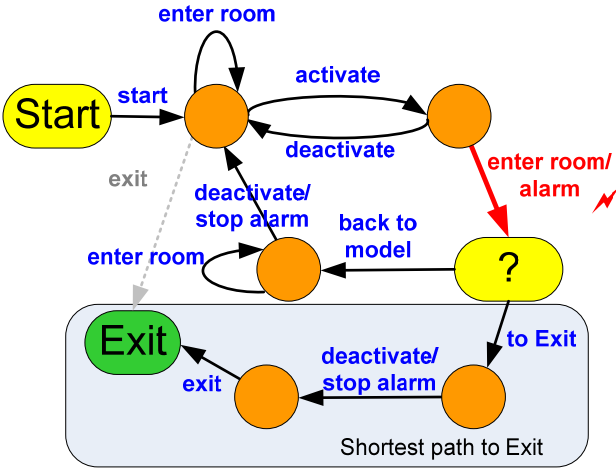 enter room
activate
start
Start
deactivate
enter room/
alarm
exit
deactivate/
stop alarm
back to
model
enter room
?
Exit
to Exit
deactivate/
stop alarm
exit
Shortest path to Exit